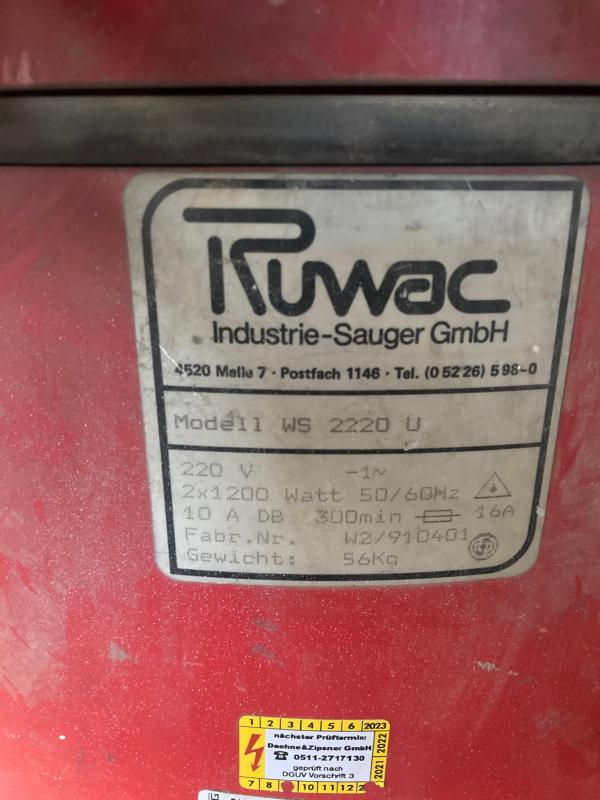 Ruwac
Industrie-Sauger GmbH
4520 Melle 7 · Postfach 1146 · Tel. (0 52 26) 5 98-0
Modell WS 2220 U
220 V -1~
2x1200 Watt 50/60Hz
10 A DB 300min 16A
Fabr.Nr. W2/910401
Gewicht: 56Kg
1 2 3 4 5 6 2023
nächster Prüftermin:
Daehne&Zipsner GmbH
☎ 0511-2717130
geprüft nach
DGUV Vorschrift 3
2022
2021
7 8 10 11 12